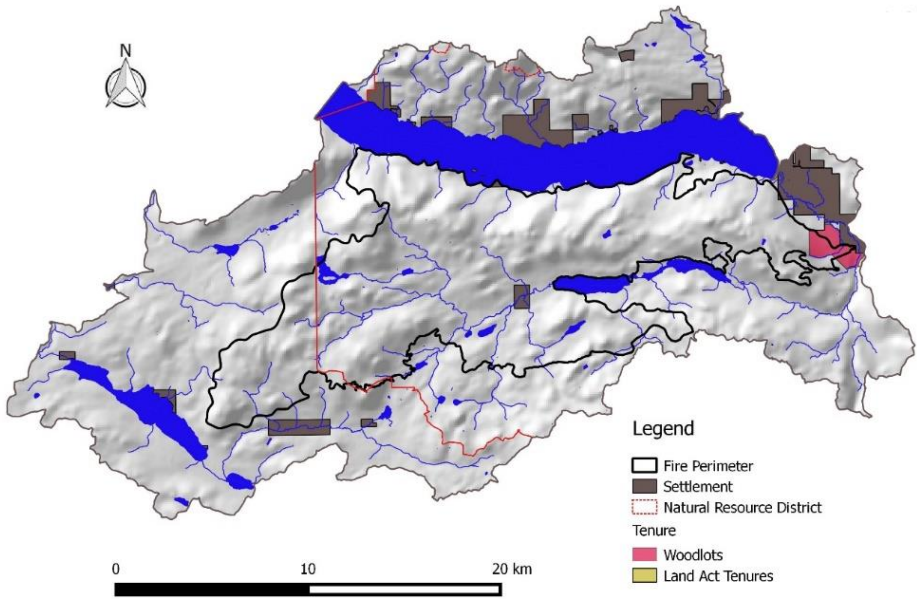 N
Legend
Fire Perimeter
Settlement
Natural Resource District
Tenure
Woodlots
Land Act Tenures
0 10 20 km